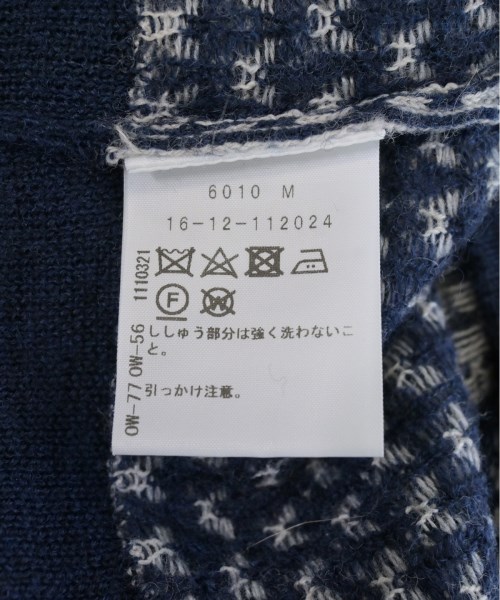 6010 M
16-12-112024
F
W
ししゅう部分は強く洗わないこ
と。
引っかけ注意。
OW-77 OW-56 1110321